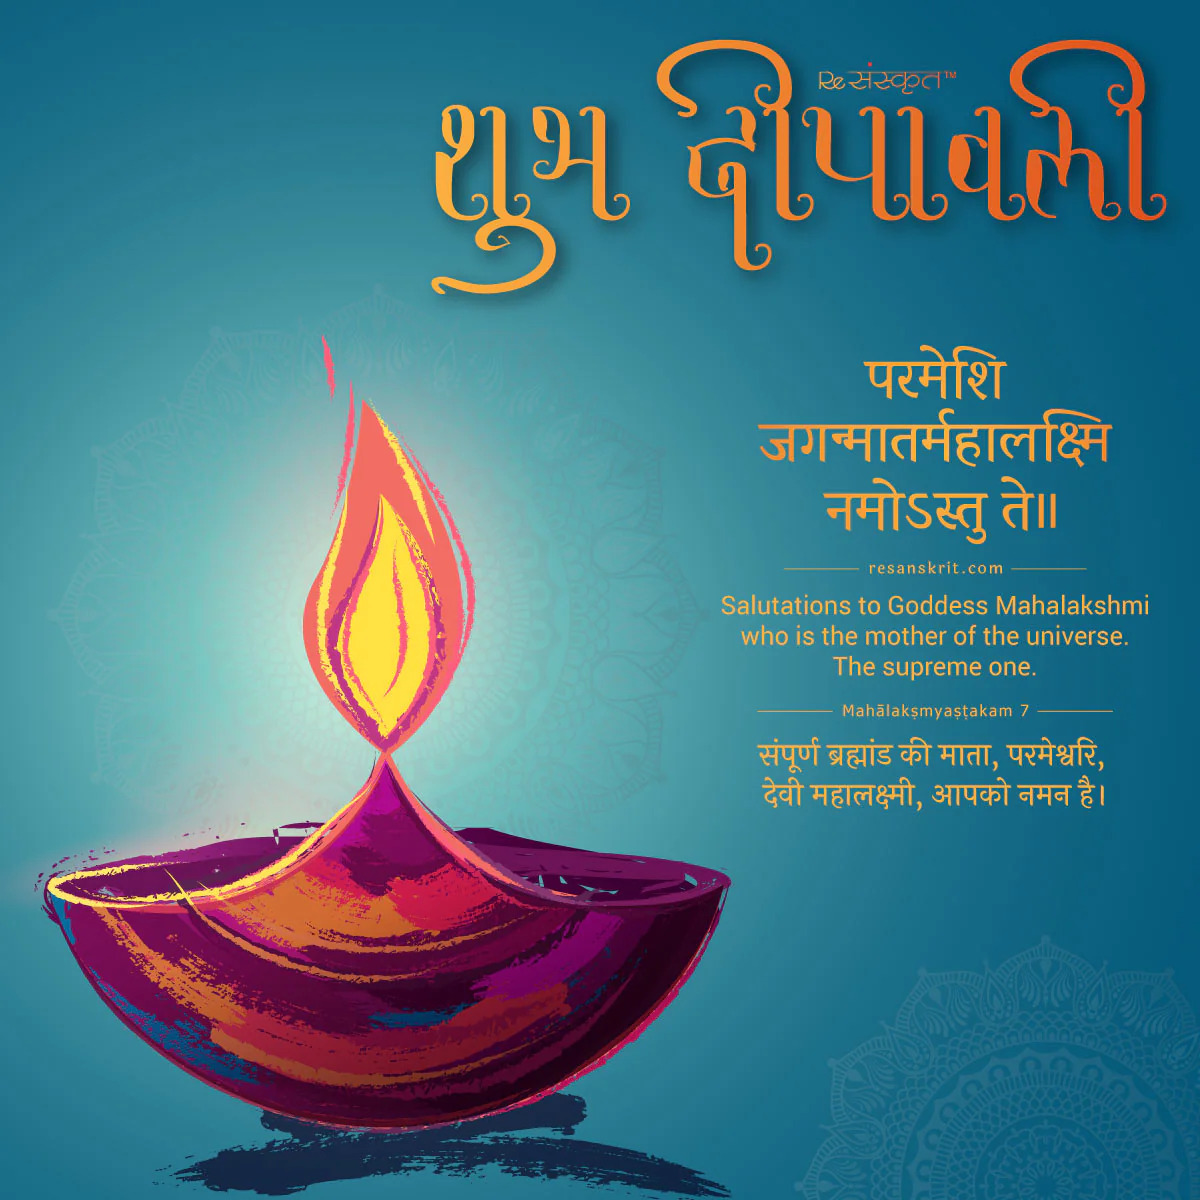 Reसंस्कृत™
शुभ दीपावली
परमेशि
जगन्मातर्महालक्ष्मि
नमोऽस्तु ते॥
resanskrit.com
Salutations to Goddess Mahalakshmi
who is the mother of the universe.
The supreme one.
Mahālakṣmyaṣṭakam 7
संपूर्ण ब्रह्मांड की माता, परमेश्वरि,
देवी महालक्ष्मी, आपको नमन है।